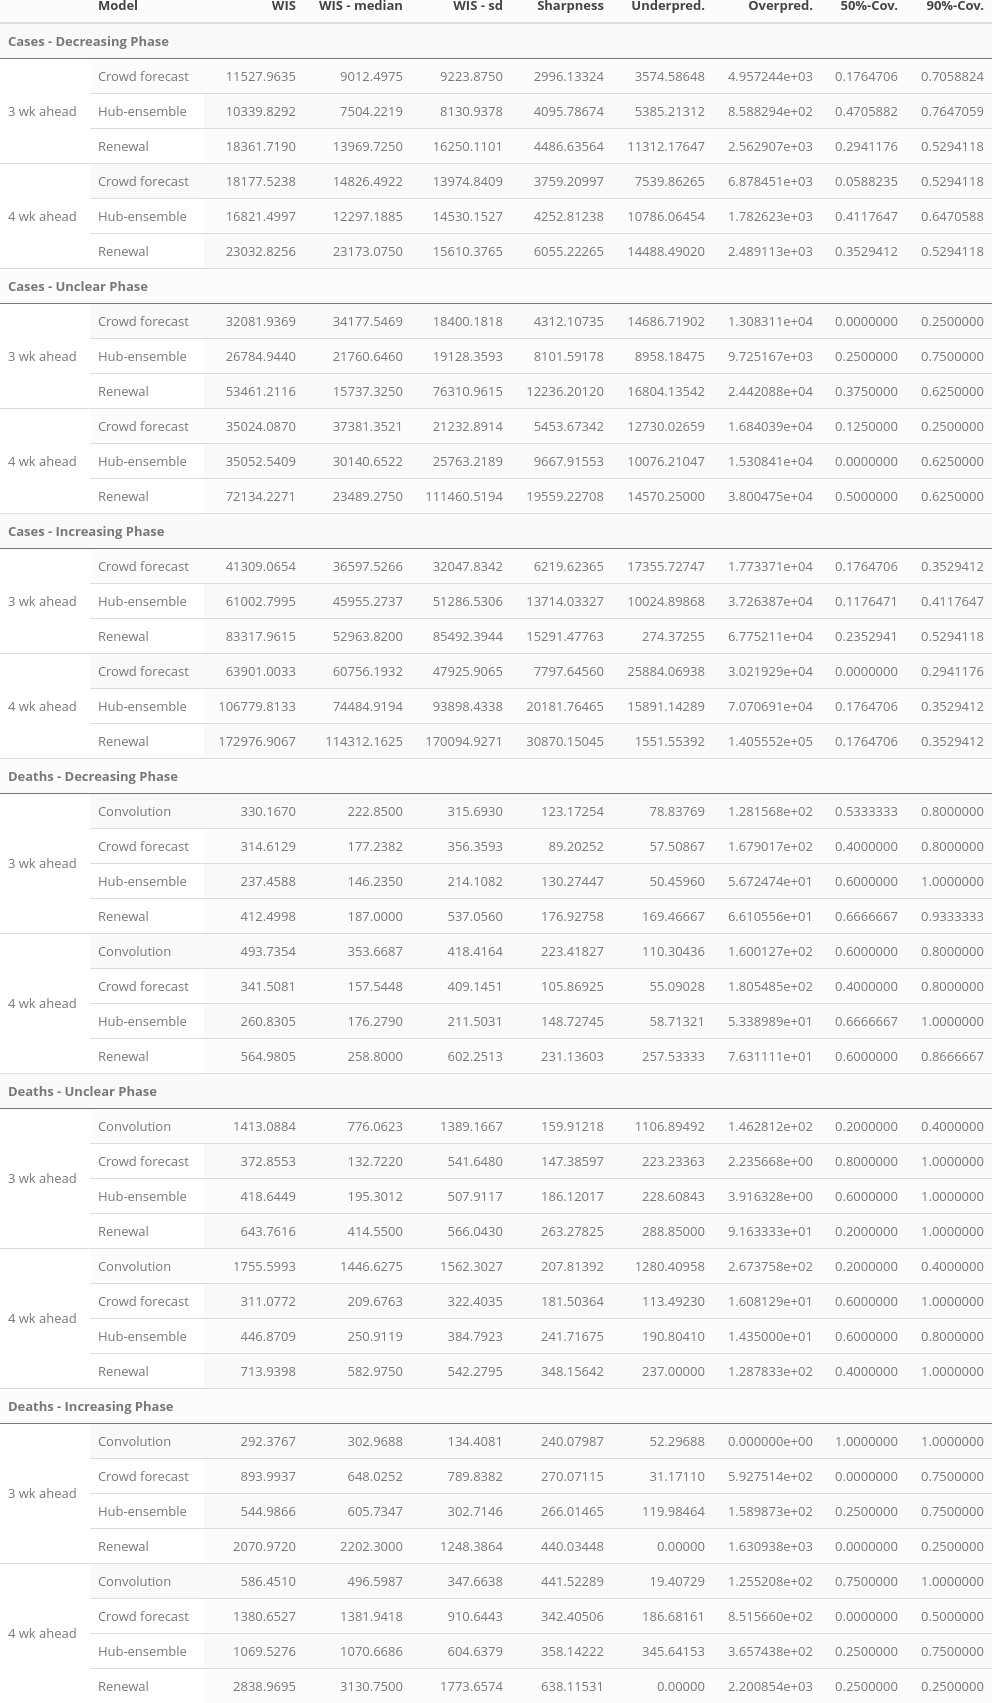 Model WIS WIS - median WIS - sd Sharpness Underpred. Overpred. 50%-Cov. 90%-Cov.
Cases - Decreasing Phase
3 wk ahead Crowd forecast 11527.9635 9012.4975 9223.8750 2996.13324 3574.58648 4.957244e+03 0.1764706 0.7058824
Hub-ensemble 10339.8292 7504.2219 8130.9378 4095.78674 5385.21312 8.588294e+02 0.4705882 0.7647059
Renewal 18361.7190 13969.7250 16250.1101 4486.63564 11312.17647 2.562907e+03 0.2941176 0.5294118
4 wk ahead Crowd forecast 18177.5238 14826.4922 13974.8409 3759.20997 7539.86265 6.878451e+03 0.0588235 0.5294118
Hub-ensemble 16821.4997 12297.1885 14530.1527 4252.81238 10786.06454 1.782623e+03 0.4117647 0.6470588
Renewal 23032.8256 23173.0750 15610.3765 6055.22265 14488.49020 2.489113e+03 0.3529412 0.5294118
Cases - Unclear Phase
3 wk ahead Crowd forecast 32081.9369 34177.5469 18400.1818 4312.10735 14686.71902 1.308311e+04 0.0000000 0.2500000
Hub-ensemble 26784.9440 21760.6460 19128.3593 8101.59178 8958.18475 9.725167e+03 0.2500000 0.7500000
Renewal 53461.2116 15737.3250 76310.9615 12236.20120 16804.13542 2.442088e+04 0.3750000 0.6250000
4 wk ahead Crowd forecast 35024.0870 37381.3521 21232.8914 5453.67342 12730.02659 1.684039e+04 0.1250000 0.2500000
Hub-ensemble 35052.5409 30140.6522 25763.2189 9667.91553 10076.21047 1.530841e+04 0.0000000 0.6250000
Renewal 72134.2271 23489.2750 111460.5194 19559.22708 14570.25000 3.800475e+04 0.5000000 0.6250000
Cases - Increasing Phase
3 wk ahead Crowd forecast 41309.0654 36597.5266 32047.8342 6219.62365 17355.72747 1.773371e+04 0.1764706 0.3529412
Hub-ensemble 61002.7995 45955.2737 51286.5306 13714.03327 10024.89868 3.726387e+04 0.1176471 0.4117647
Renewal 83317.9615 52963.8200 85492.3944 15291.47763 274.37255 6.775211e+04 0.2352941 0.5294118
4 wk ahead Crowd forecast 63901.0033 60756.1932 47925.9065 7797.64560 25884.06938 3.021929e+04 0.0000000 0.2941176
Hub-ensemble 106779.8133 74484.9194 93898.4338 20181.76465 15891.14289 7.070691e+04 0.1764706 0.3529412
Renewal 172976.9067 114312.1625 170094.9271 30870.15045 1551.55392 1.405552e+05 0.1764706 0.3529412
Deaths - Decreasing Phase
3 wk ahead Convolution 330.1670 222.8500 315.6930 123.17254 78.83769 1.281568e+02 0.5333333 0.8000000
Crowd forecast 314.6129 177.2382 356.3593 89.20252 57.50867 1.679017e+02 0.4000000 0.8000000
Hub-ensemble 237.4588 146.2350 214.1082 130.27447 50.45960 5.672474e+01 0.6000000 1.0000000
Renewal 412.4998 187.0000 537.0560 176.92758 169.46667 6.610556e+01 0.6666667 0.9333333
4 wk ahead Convolution 493.7354 353.6687 418.4164 223.41827 110.30436 1.600127e+02 0.6000000 0.8000000
Crowd forecast 341.5081 157.5448 409.1451 105.86925 55.09028 1.805485e+02 0.4000000 0.8000000
Hub-ensemble 260.8305 176.2790 211.5031 148.72745 58.71321 5.338989e+01 0.6666667 1.0000000
Renewal 564.9805 258.8000 602.2513 231.13603 257.53333 7.631111e+01 0.6000000 0.8666667
Deaths - Unclear Phase
3 wk ahead Convolution 1413.0884 776.0623 1389.1667 159.91218 1106.89492 1.462812e+02 0.2000000 0.4000000
Crowd forecast 372.8553 132.7220 541.6480 147.38597 223.23363 2.235668e+00 0.8000000 1.0000000
Hub-ensemble 418.6449 195.3012 507.9117 186.12017 228.60843 3.916328e+00 0.6000000 1.0000000
Renewal 643.7616 414.5500 566.0430 263.27825 288.85000 9.163333e+01 0.2000000 1.0000000
4 wk ahead Convolution 1755.5993 1446.6275 1562.3027 207.81392 1280.40958 2.673758e+02 0.2000000 0.4000000
Crowd forecast 311.0772 209.6763 322.4035 181.50364 113.49230 1.608129e+01 0.6000000 1.0000000
Hub-ensemble 446.8709 250.9119 384.7923 241.71675 190.80410 1.435000e+01 0.6000000 0.8000000
Renewal 713.9398 582.9750 542.2795 348.15642 237.00000 1.287833e+02 0.4000000 1.0000000
Deaths - Increasing Phase
3 wk ahead Convolution 292.3767 302.9688 134.4081 240.07987 52.29688 0.000000e+00 1.0000000 1.0000000
Crowd forecast 893.9937 648.0252 789.8382 270.07115 31.17110 5.927514e+02 0.0000000 0.7500000
Hub-ensemble 544.9866 605.7347 302.7146 266.01465 119.98464 1.589873e+02 0.2500000 0.7500000
Renewal 2070.9720 2202.3000 1248.3864 440.03448 0.00000 1.630938e+03 0.0000000 0.2500000
4 wk ahead Convolution 586.4510 496.5987 347.6638 441.52289 19.40729 1.255208e+02 0.7500000 1.0000000
Crowd forecast 1380.6527 1381.9418 910.6443 342.40506 186.68161 8.515660e+02 0.0000000 0.5000000
Hub-ensemble 1069.5276 1070.6686 604.6379 358.14222 345.64153 3.657438e+02 0.2500000 0.7500000
Renewal 2838.9695 3130.7500 1773.6574 638.11531 0.00000 2.200854e+03 0.2500000 0.2500000